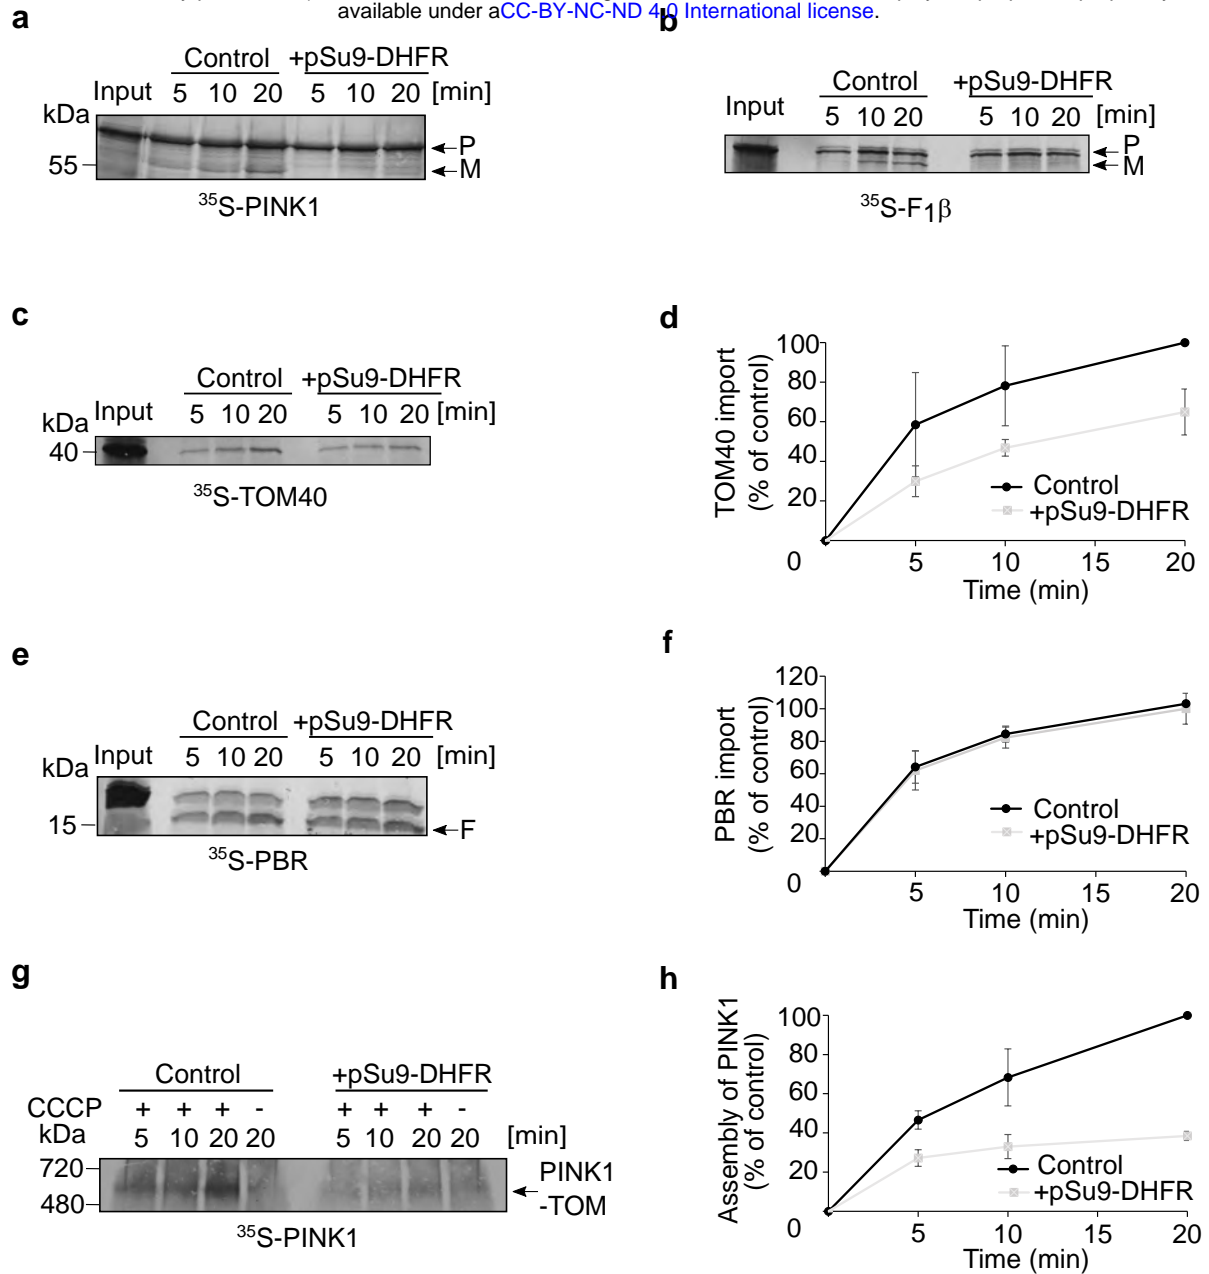 available under aCC-BY-NC-ND 4.0 International license.
a
Control +pSu9-DHFR
Input 5 10 20 5 10 20 [min]
kDa
55
P
M
35S-PINK1
b
Control +pSu9-DHFR
Input 5 10 20 5 10 20 [min]
P
M
35S-F1β
c
Control +pSu9-DHFR
Input 5 10 20 5 10 20 [min]
kDa
40
35S-TOM40
d
TOM40 import
(% of control)
100
80
60
40
20
0
5 10 15 20
Time (min)
Control
+pSu9-DHFR
e
Control +pSu9-DHFR
Input 5 10 20 5 10 20 [min]
kDa
15
F
35S-PBR
f
PBR import
(% of control)
120
100
80
60
40
20
0
5 10 15 20
Time (min)
Control
+pSu9-DHFR
g
Control +pSu9-DHFR
CCCP + + + - + + + -
kDa 5 10 20 20 5 10 20 20 [min]
720
480
PINK1
-TOM
35S-PINK1
h
Assembly of PINK1
(% of control)
100
80
60
40
20
0
5 10 15 20
Time (min)
Control
+pSu9-DHFR